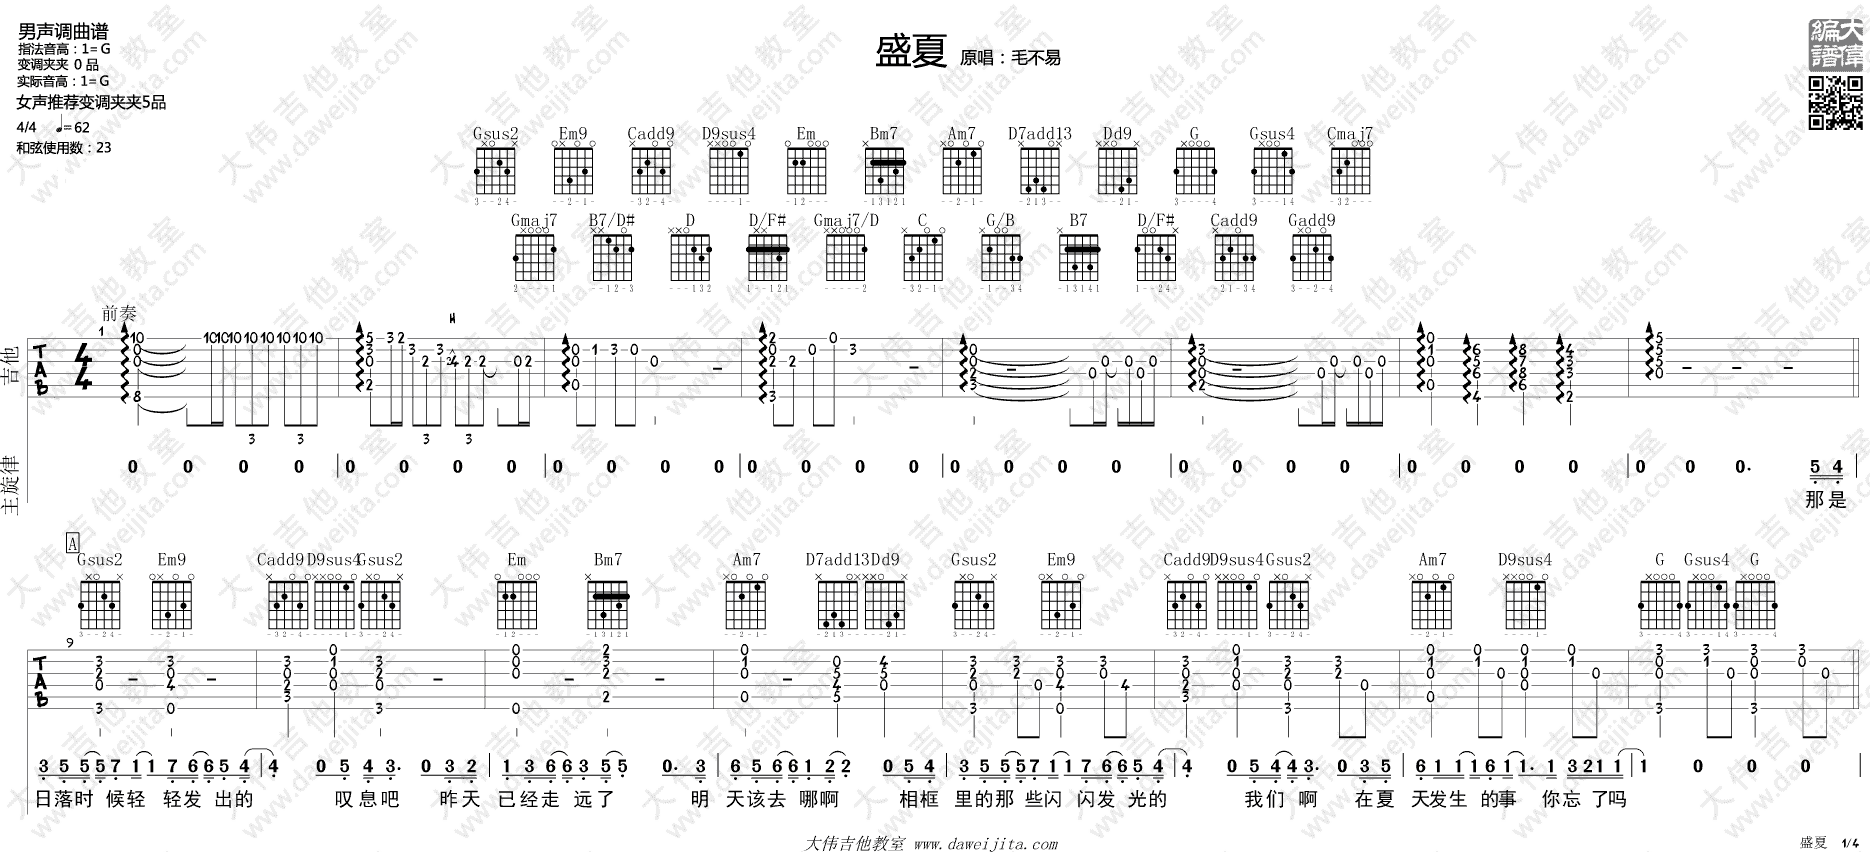 男声调曲谱
指法音高：1=G
变调夹夹 0 品
实际音高：1=G
女声推荐变调夹夹5品
4/4 ♩=62
和弦使用数：23
盛夏 原唱：毛不易
大偉編譜
Gsus2 Em9 Cadd9 D9sus4 Em Bm7 Am7 D7add13 Dd9 G Gsus4 Cmaj7
Gmaj7 B7/D# D D/F# Gmaj7/D C G/B B7 D/F# Cadd9 Gadd9
前奏
吉他
主旋律
0 0 0 0 0 0 0 0 0 0 0 0 0 0 0 0 0 0 0 0 0 0 0 0 0 0 0 0 0 0 0. 5 4
那是
A
Gsus2 Em9 Cadd9 D9sus4 Gsus2 Em Bm7 Am7 D7add13 Dd9 Gsus2 Em9 Cadd9 D9sus4 Gsus2 Am7 D9sus4 G Gsus4 G
9
3 5 5 5 7 1 1 7 6 6 5 4 4 0 5 4 3. 0 3 2 1 3 6 6 3 5 5 0. 3 6 5 6 6 1 2 2 0 5 4 3 5 5 5 7 1 1 7 6 6 5 4 4 0 5 4 4 3. 0 3 5 6 1 1 1 6 1 1. 1 3 2 1 1 1 0 0 0
日落时 候轻 轻发 出的 叹息吧 昨天 已经走 远了 明 天该去 哪啊 相框 里的那 些闪 闪发 光的 我们 啊 在夏 天发生 的事 你忘 了吗
大伟吉他教室 www.daweijita.com
盛夏 1/4